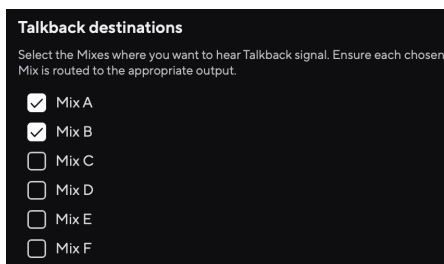 Talkback destinations
Select the Mixes where you want to hear Talkback signal. Ensure each chosen
Mix is routed to the appropriate output.
Mix A
Mix B
Mix C
Mix D
Mix E
Mix F